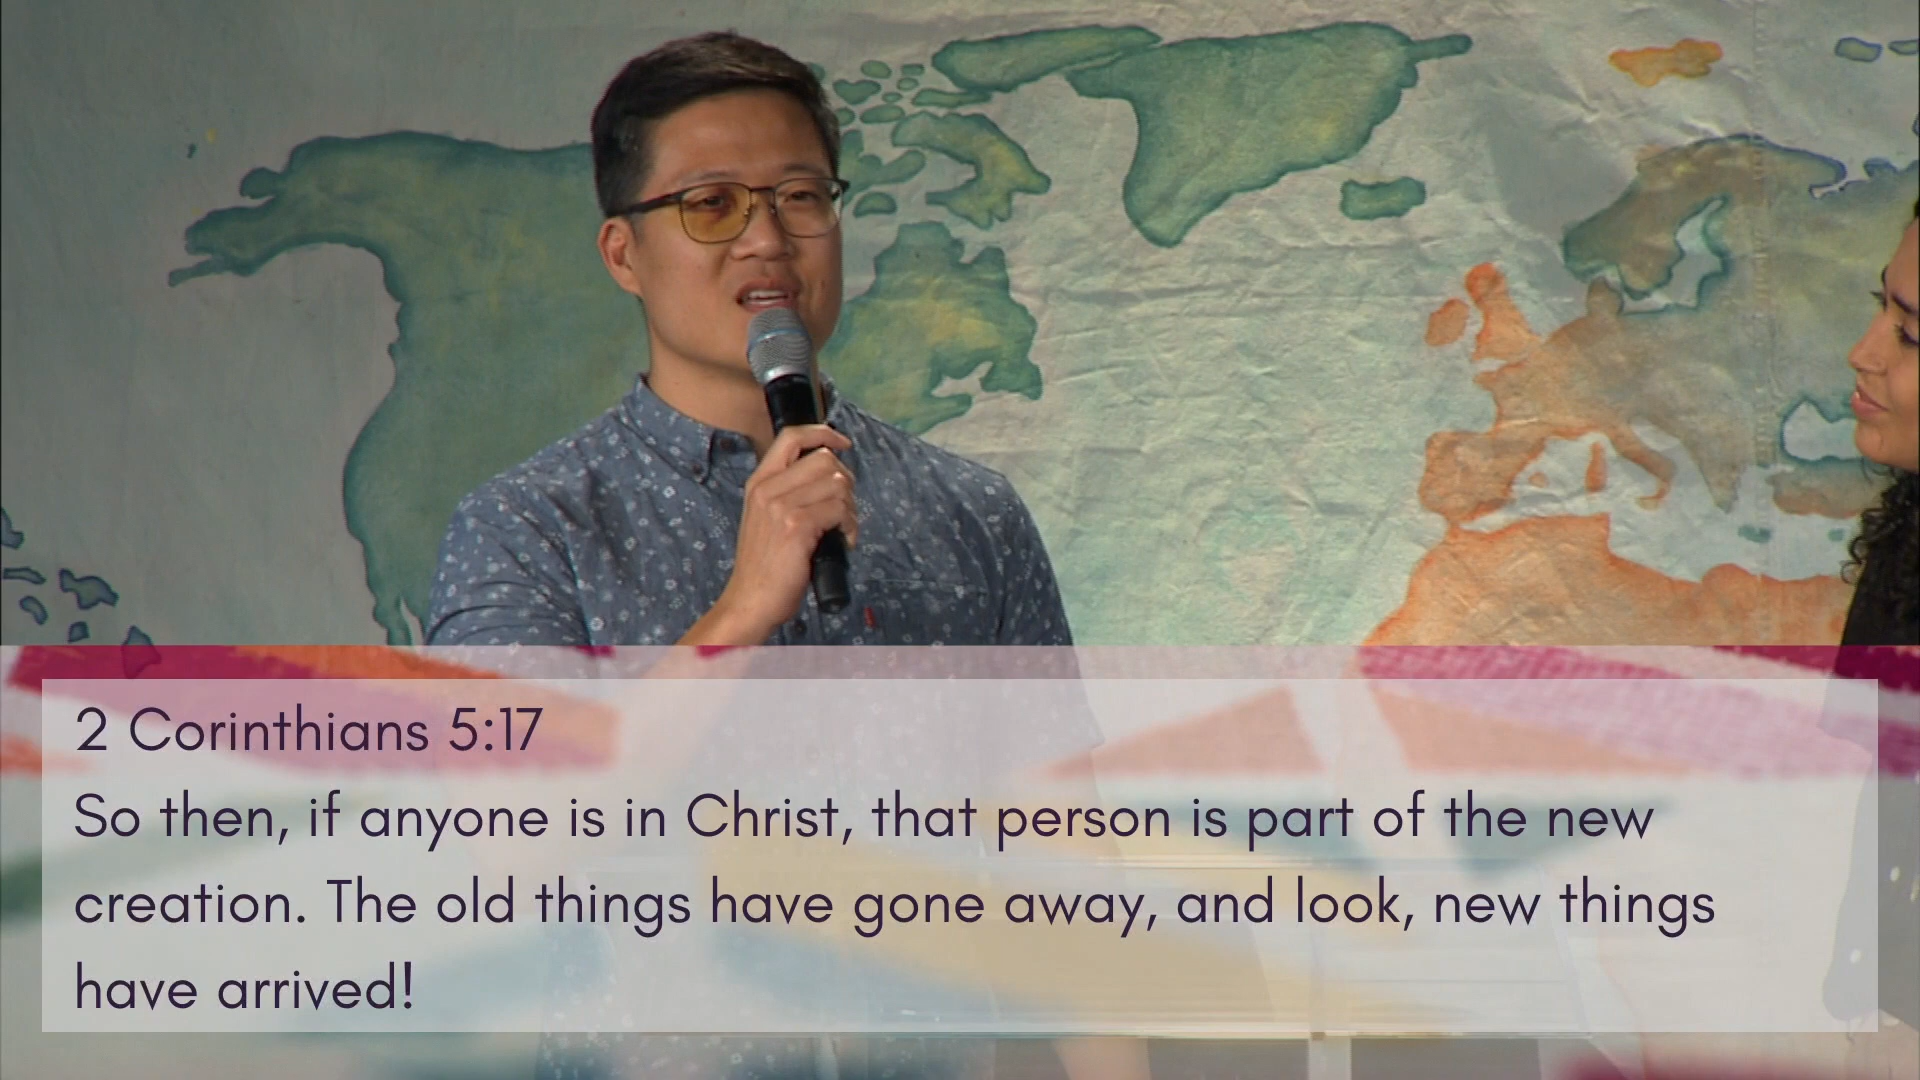 2 Corinthians 5:17
So then, if anyone is in Christ, that person is part of the new
creation. The old things have gone away, and look, new things
have arrived!